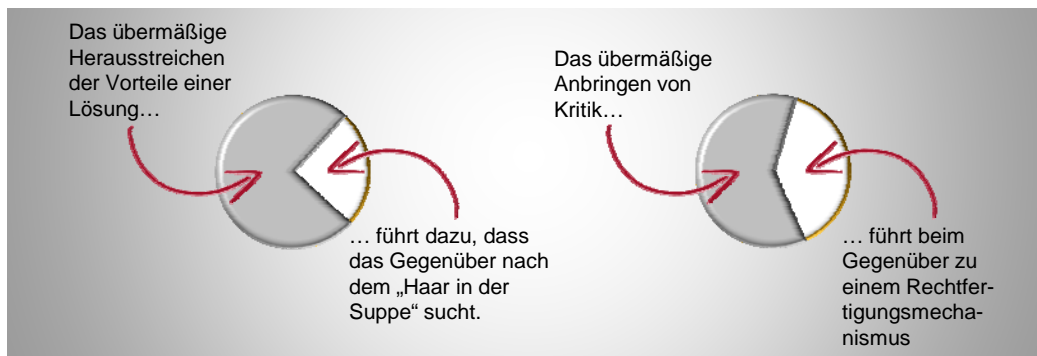 Das übermäßige
Herausstreichen
der Vorteile einer
Lösung…
… führt dazu, dass
das Gegenüber nach
dem „Haar in der
Suppe“ sucht.
Das übermäßige
Anbringen von
Kritik…
… führt beim
Gegenüber zu
einem Rechtfer-
tigungsmecha-
nismus